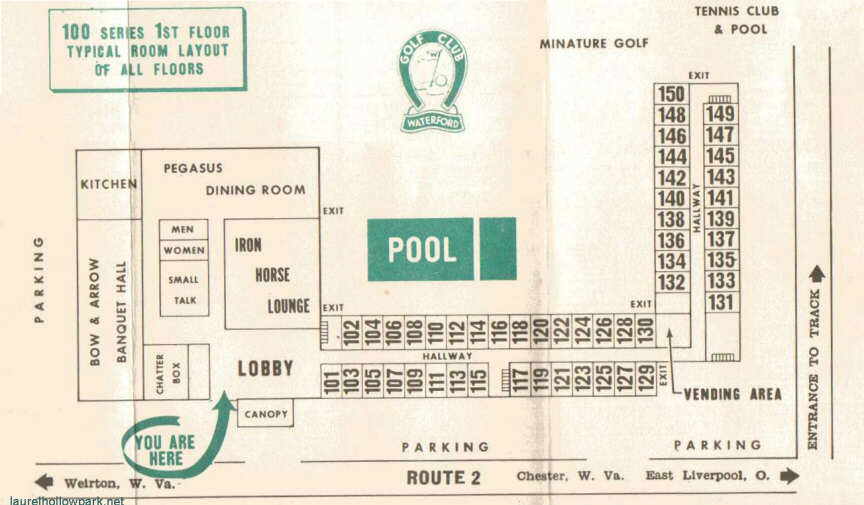 100 SERIES 1ST FLOOR
TYPICAL ROOM LAYOUT
OF ALL FLOORS
GOLF CLUB
WATERFORD
MINATURE GOLF
TENNIS CLUB
& POOL
EXIT
150
148
146
144
142
140
138
136
134
132
HALLWAY
149
147
145
143
141
139
137
135
133
131
KITCHEN
PEGASUS
DINING ROOM
EXIT
MEN
WOMEN
SMALL
TALK
IRON
HORSE
LOUNGE
POOL
PARKING
BOW & ARROW
BANQUET HALL
EXIT
EXIT
102 104 106 108 110 112 114 116 118 120 122 124 126 128 130
HALLWAY
101 103 105 107 109 111 113 115 117 119 121 123 125 127 129
EXIT
CHATTER
BOX
LOBBY
CANOPY
VENDING AREA
ENTRANCE TO TRACK
YOU ARE
HERE
PARKING
PARKING
Weirton, W. Va.
ROUTE 2
Chester, W. Va.
East Liverpool, O.
laurelhollowpark.net